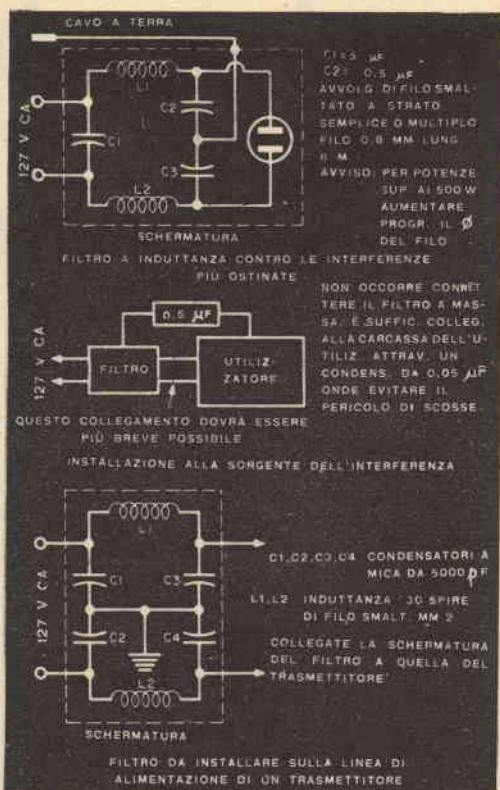 CAVO A TERRA
L1
C1
C2
C3
L2
127 V CA
SCHERMATURA
C1=5 µF
C2= 0.5 µF
AVVOLG. DI FILO SMAL-
TATO A STRATO
SEMPLICE O MULTIPLO
FILO 0.8 MM LUNG.
6 M
AVVISO: PER POTENZE
SUP. AI 500 W
AUMENTARE
PROGR. IL Ø
DEL FILO
FILTRO A INDUTTANZA CONTRO LE INTERFERENZE
PIÙ OSTINATE
0.5 µF
127 V CA
FILTRO
UTILIZ-
ZATORE
NON OCCORRE CONNET
TERE IL FILTRO A MAS-
SA. È SUFFIC. COLLEG.
ALLA CARCASSA DELL'U-
TILIZ. ATTRAV. UN
CONDENS. DA 0,05 µF
ONDE EVITARE IL
PERICOLO DI SCOSSE.
QUESTO COLLEGAMENTO DOVRÀ ESSERE
PIÙ BREVE POSSIBILE
INSTALLAZIONE ALLA SORGENTE DELL'INTERFERENZA
L1
C1
C3
C2
C4
L2
127 V CA
SCHERMATURA
C1,C2,C3,C4 CONDENSATORI A
MICA DA 5000 pF
L1,L2 INDUTTANZA 30 SPIRE
DI FILO SMALT. MM 2
COLLEGATE LA SCHERMATURA
DEL FILTRO A QUELLA DEL
TRASMETTITORE
FILTRO DA INSTALLARE SULLA LINEA DI
ALIMENTAZIONE DI UN TRASMETTITORE